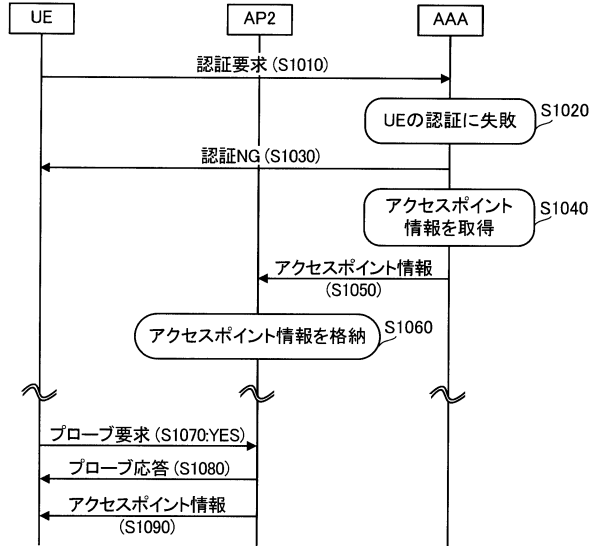 UE
AP2
AAA
認証要求(S1010)
UEの認証に失敗
S1020
認証NG(S1030)
アクセスポイント
情報を取得
S1040
アクセスポイント情報
(S1050)
アクセスポイント情報を格納
S1060
プローブ要求(S1070:YES)
プローブ応答(S1080)
アクセスポイント情報
(S1090)